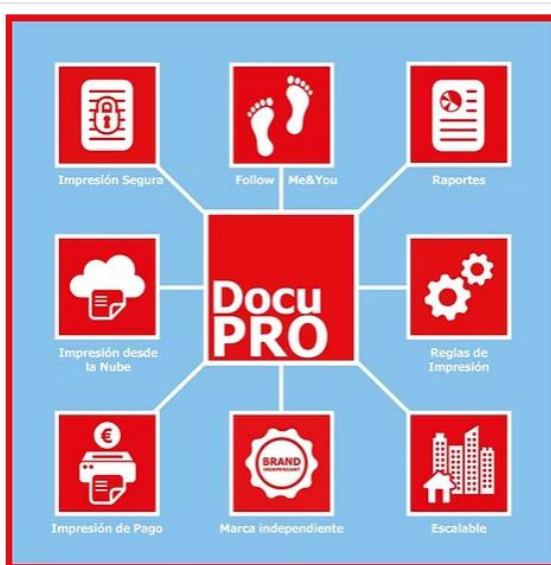 Impresión Segura
Follow Me&You
Raportes
Docu
PRO
Impresión desde
la Nube
Reglas de
Impresión
€
BRAND
INDEPENDANT
Impresión de Pago
Marca independiente
Escalable